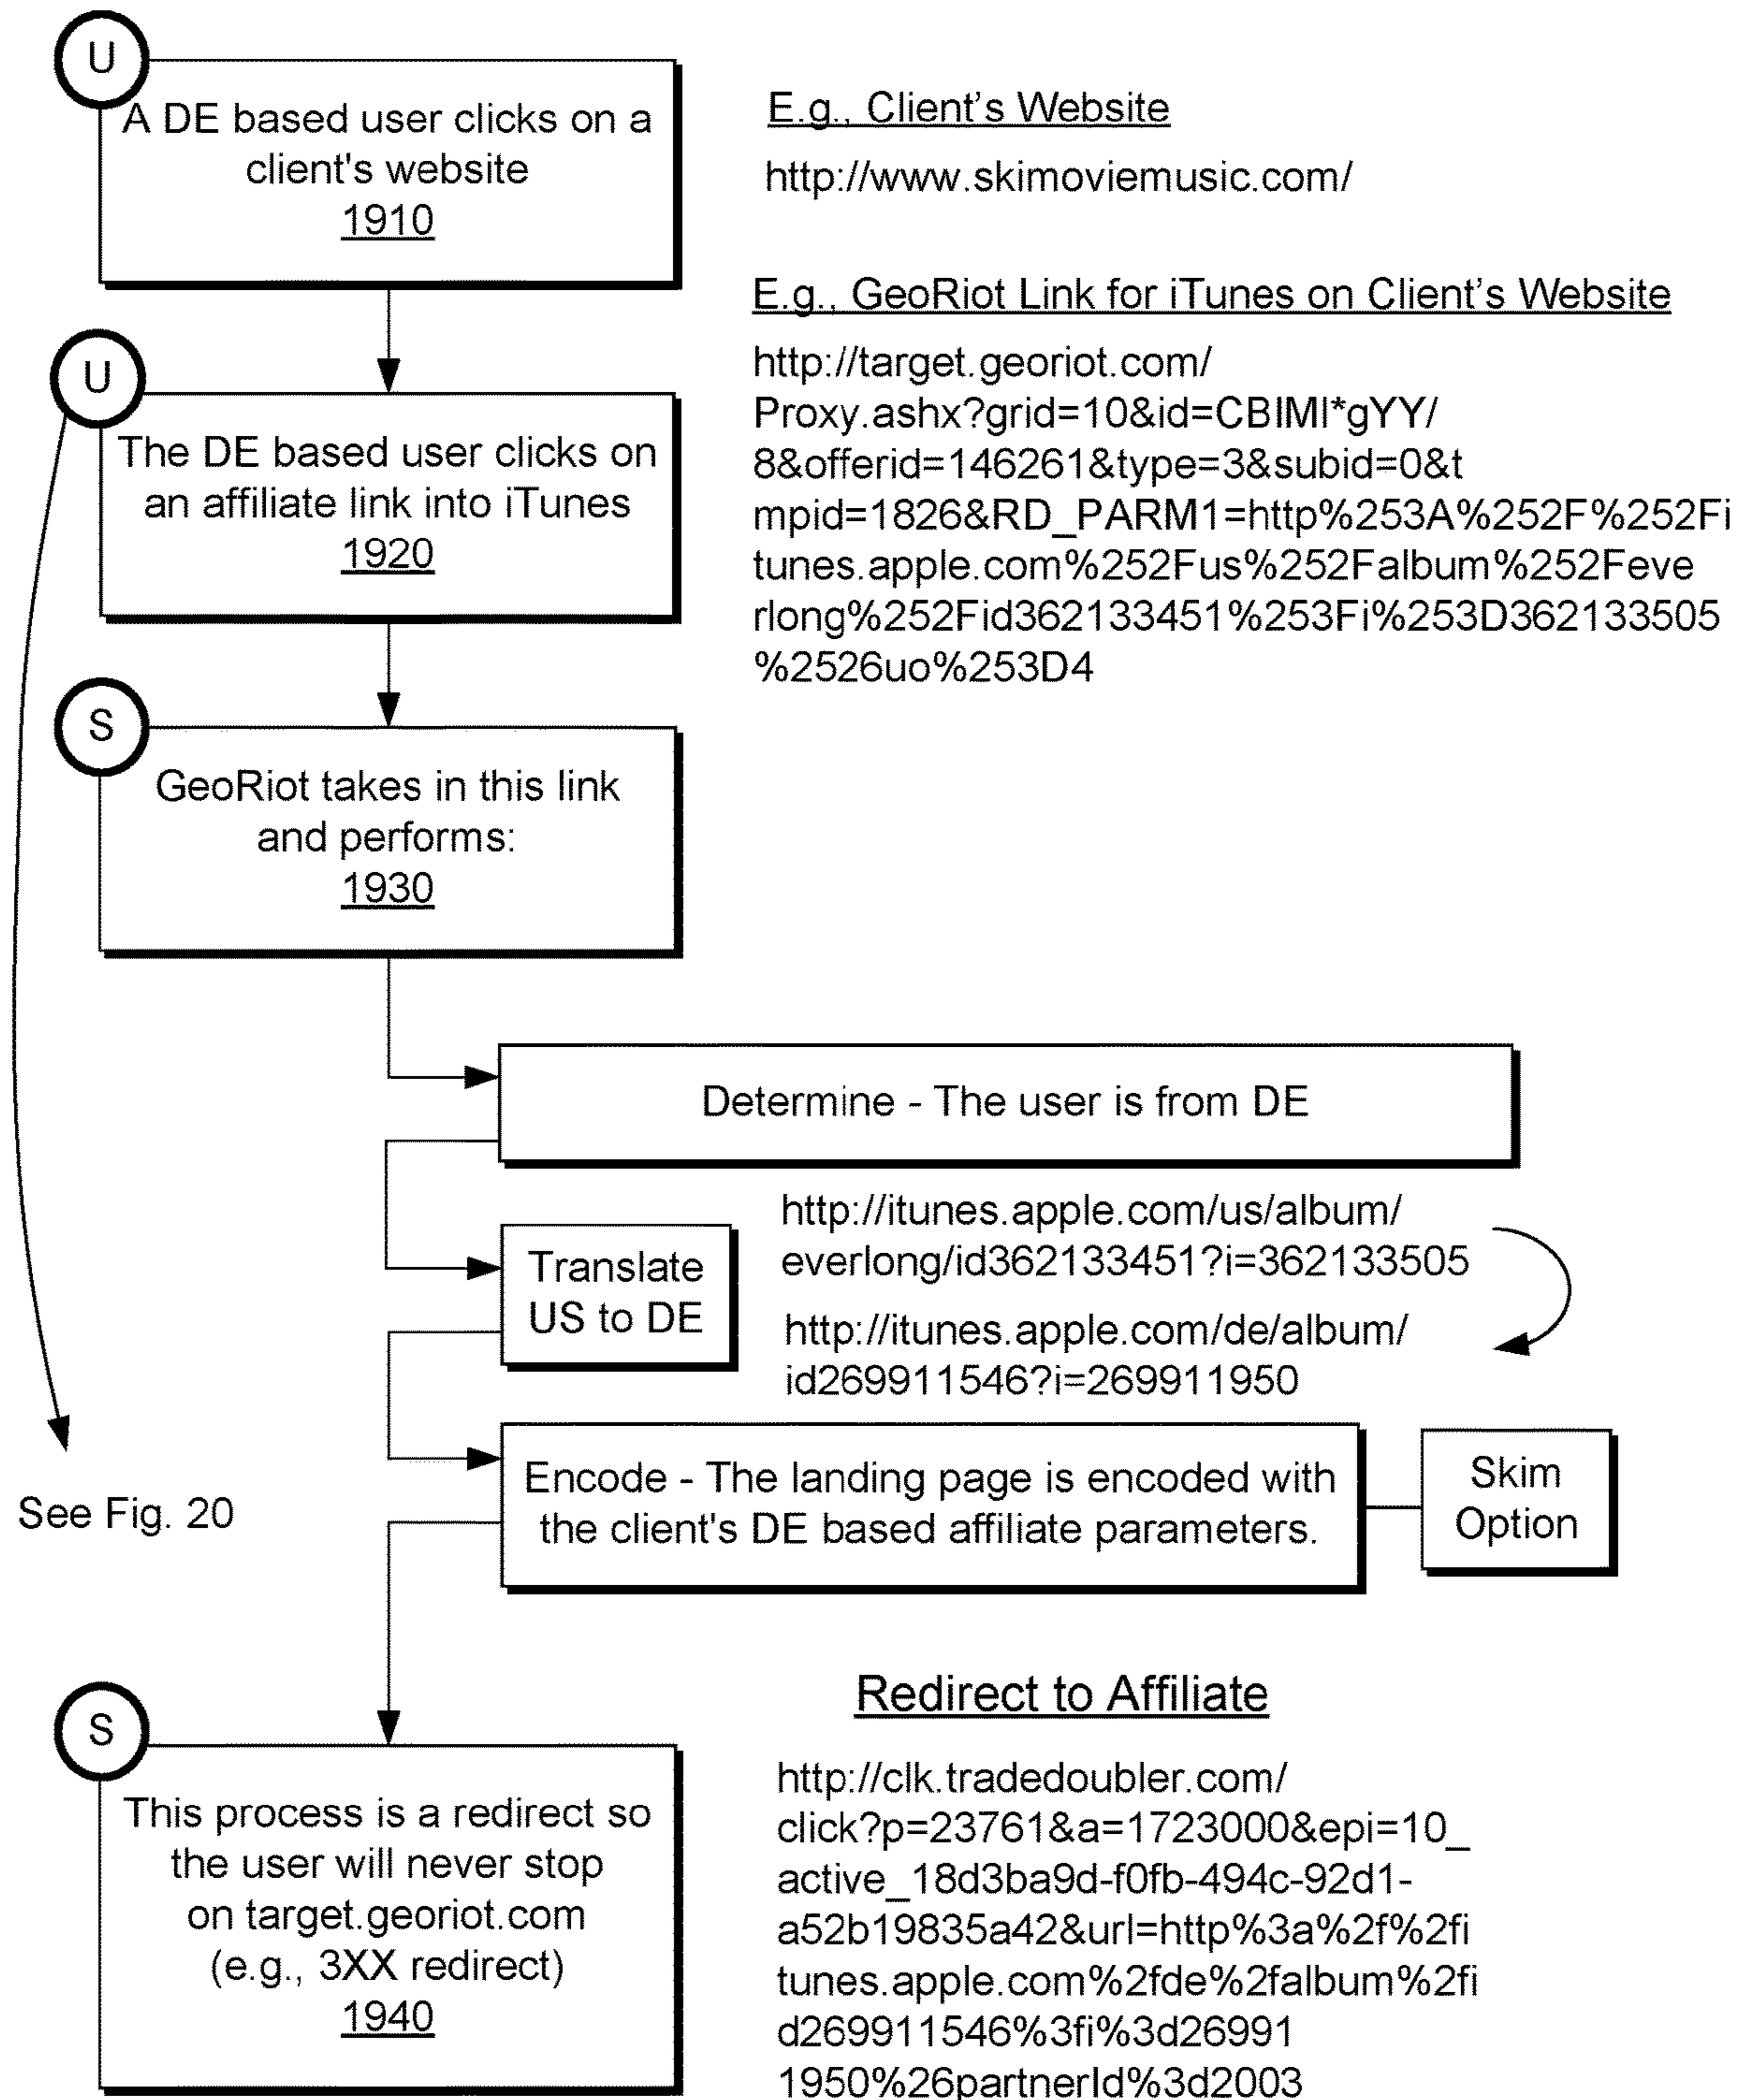 U
A DE based user clicks on a
client's website
1910
E.g., Client's Website
http://www.skimoviemusic.com/
E.g., GeoRiot Link for iTunes on Client's Website
http://target.georiot.com/
Proxy.ashx?grid=10&id=CBIMI*gYY/
8&offerid=146261&type=3&subid=0&t
mpid=1826&RD_PARM1=http%253A%252F%252Fi
tunes.apple.com%252Fus%252Falbum%252Feve
rlong%252Fid362133451%253Fi%253D362133505
%2526uo%253D4
U
The DE based user clicks on
an affiliate link into iTunes
1920
S
GeoRiot takes in this link
and performs:
1930
Determine - The user is from DE
Translate
US to DE
http://itunes.apple.com/us/album/
everlong/id362133451?i=362133505
http://itunes.apple.com/de/album/
id269911546?i=269911950
Encode - The landing page is encoded with
the client's DE based affiliate parameters.
Skim
Option
See Fig. 20
S
This process is a redirect so
the user will never stop
on target.georiot.com
(e.g., 3XX redirect)
1940
Redirect to Affiliate
http://clk.tradedoubler.com/
click?p=23761&a=1723000&epi=10_
active_18d3ba9d-f0fb-494c-92d1-
a52b19835a42&url=http%3a%2f%2fi
tunes.apple.com%2fde%2falbum%2fi
d269911546%3fi%3d26991
1950%26partnerId%3d2003